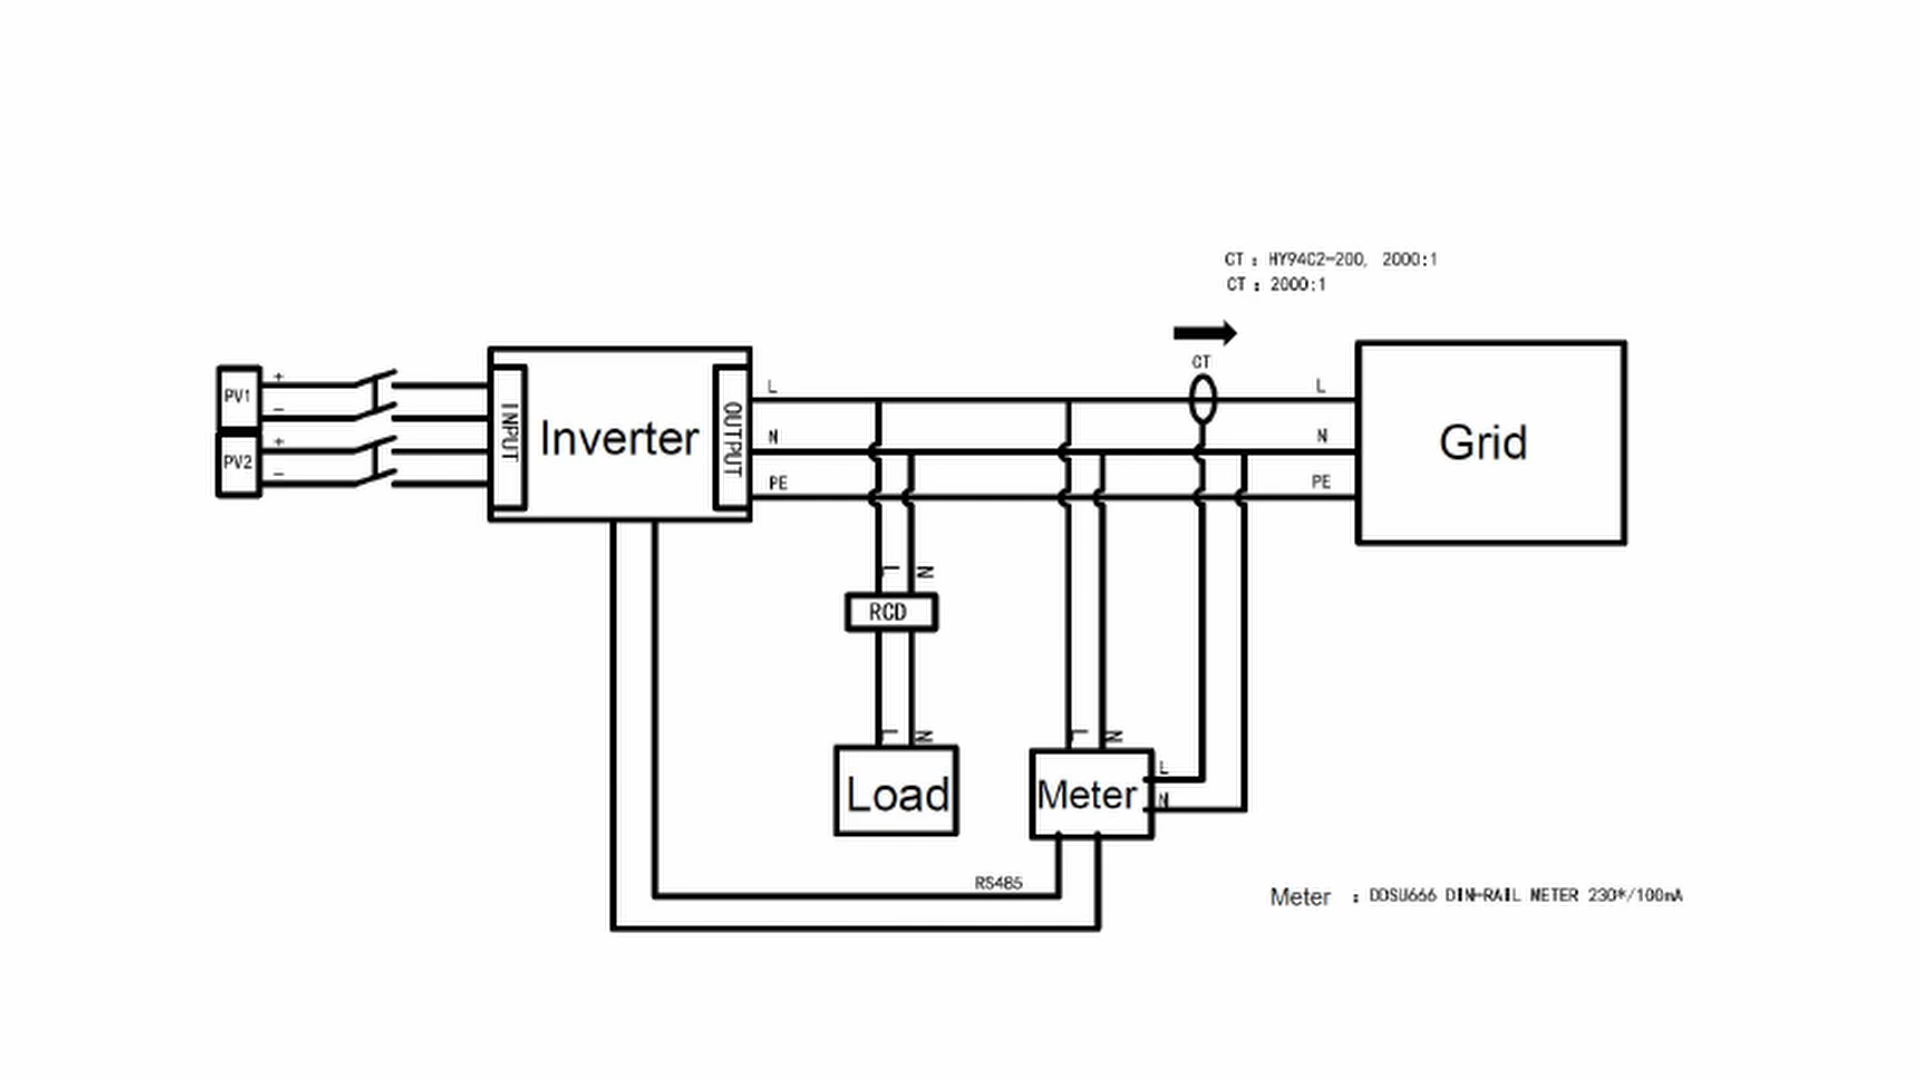 CT : HY94C2-200, 2000:1
CT : 2000:1
CT
PV1
+
-
PV2
+
-
INPUT
Inverter
OUTPUT
L
N
PE
L
N
PE
Grid
L
N
RCD
L
N
Load
L
N
Meter
L
N
RS485
Meter : DDSU666 DIN-RAIL METER 230*/100mA